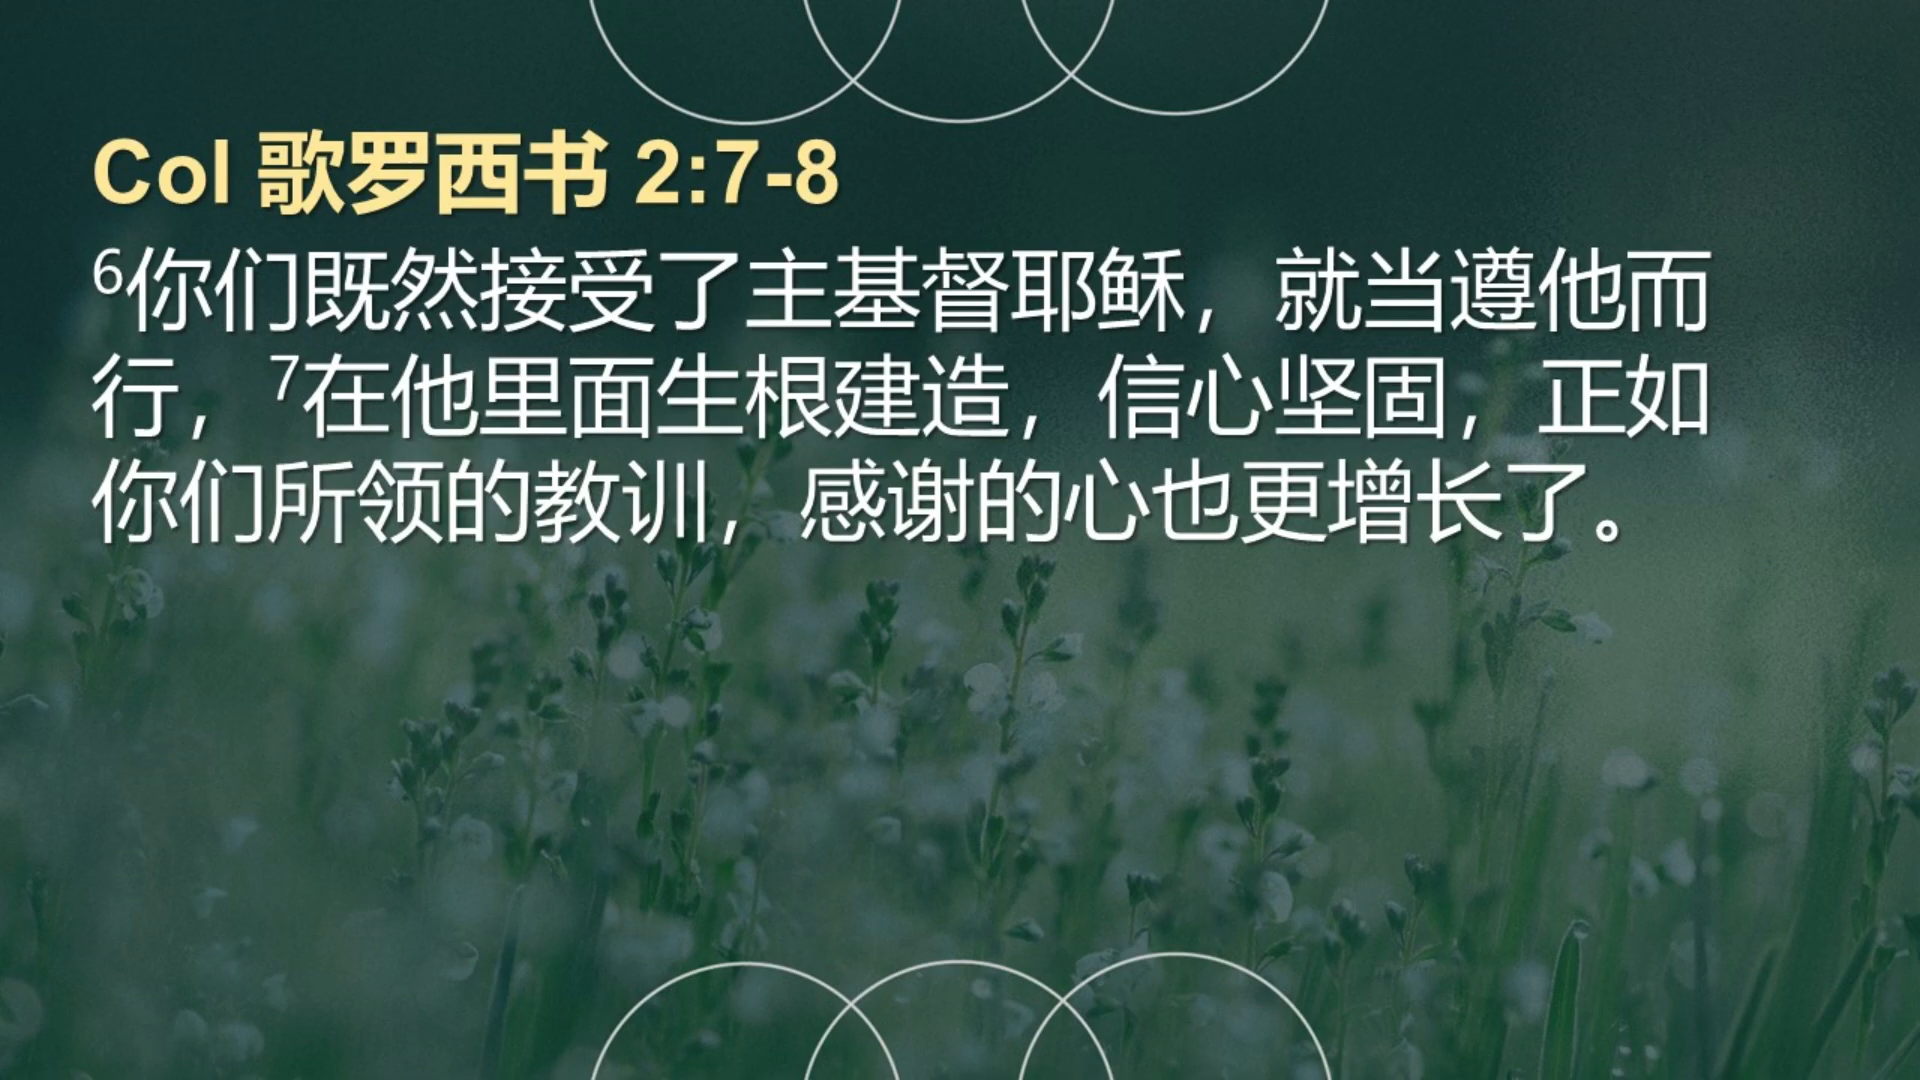 Col 歌罗西书 2:7-8
6你们既然接受了主基督耶稣，就当遵他而
行，7在他里面生根建造，信心坚固，正如
你们所领的教训，感谢的心也更增长了。